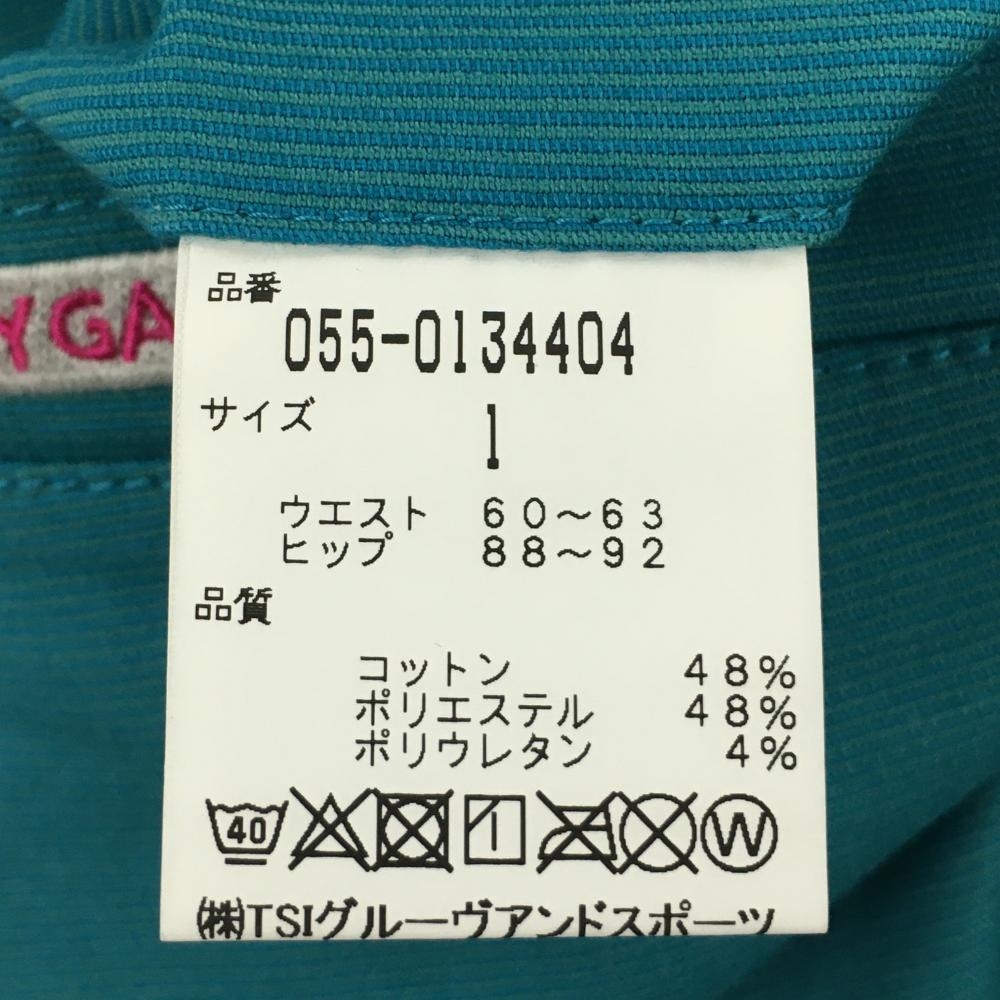 Y GA
品番
055-0134404
サイズ 1
ウエスト 60~63
ヒップ 88~92
品質
コットン 48%
ポリエステル 48%
ポリウレタン 4%
40 W
㈱TSIグルーヴアンドスポーツ